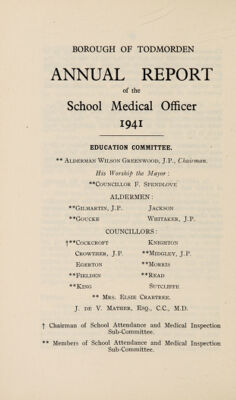 BOROUGH OF TODMORDEN
ANNUAL REPORT
of the
School Medical Officer
1941
EDUCATION COMMITTEE.
** ALDERMAN WILSON GREENWOOD, J.P., Chairman.
His Worship the Mayor :
**COUNCILLOR F. SPENDLOVE
ALDERMEN :
**GILMARTIN, J.P. JACKSON
**GOUCKE WHITAKER, J.P.
COUNCILLORS :
†**COCKCROFT KNIGHTON
CROWTHER, J.P. **MIDGLEY, J.P.
EGERTON **MORRIS
**FIELDEN **READ
**KING SUTCLIFFE
** MRS. ELSIE CRABTREE.
J. DE V. MATHER, ESQ., C.C., M.D.
† Chairman of School Attendance and Medical Inspection
Sub-Committee.
** Members of School Attendance and Medical Inspection
Sub-Committee.